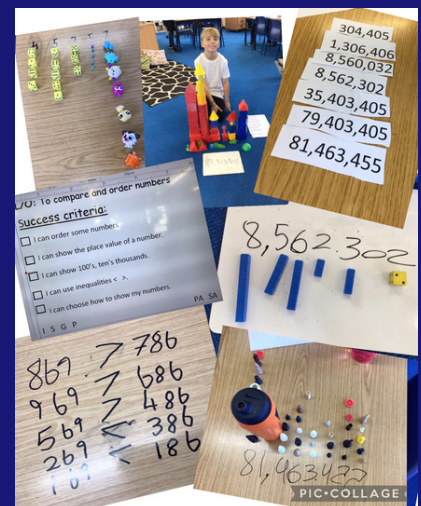 304,405
1,306,406
8,560,032
8,562,302
35,403,405
79,403,405
81,463,455
L/O: To compare and order numbers
Success criteria:
I can order some numbers
I can show the place value of a number.
I can show 100's, ten's thousands.
I can use inequalities < >.
I can choose how to show my numbers.
I S G P
PA SA
8,562.302
869 > 786
969 > 686
569 > 486
269 < 386
169 < 186
PIC•COLLAGE